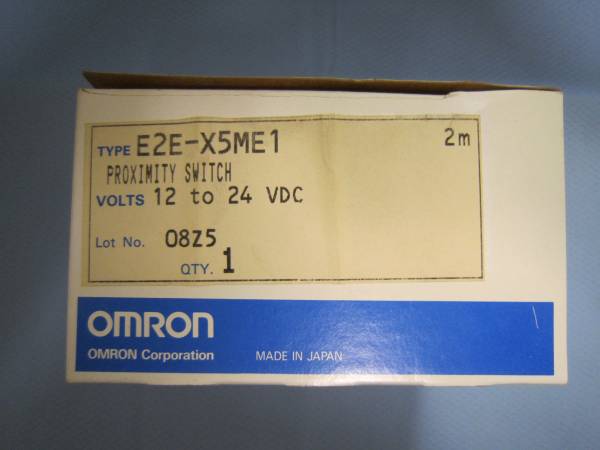 TYPE E2E-X5ME1 2m
PROXIMITY SWITCH
VOLTS 12 to 24 VDC
Lot No. 08Z5
QTY. 1
OMRON
OMRON Corporation MADE IN JAPAN